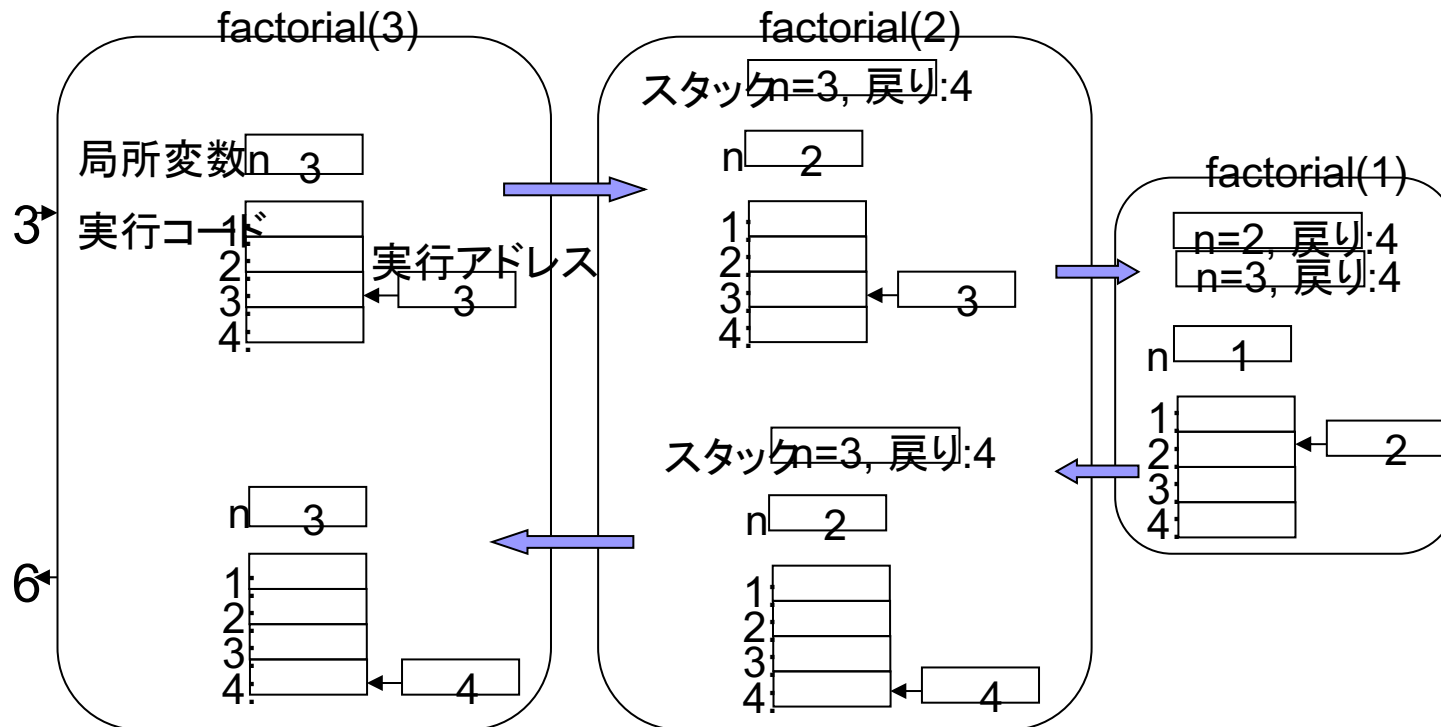 factorial(3)
局所変数n 3
3
実行コード
1:
2:
3:
4:
実行アドレス
3
n 3
6
1:
2:
3:
4:
4
factorial(2)
スタック n=3, 戻り:4
n 2
1:
2:
3:
4:
3
スタック n=3, 戻り:4
n 2
1:
2:
3:
4:
4
factorial(1)
n=2, 戻り:4
n=3, 戻り:4
n 1
1:
2:
3:
4:
2